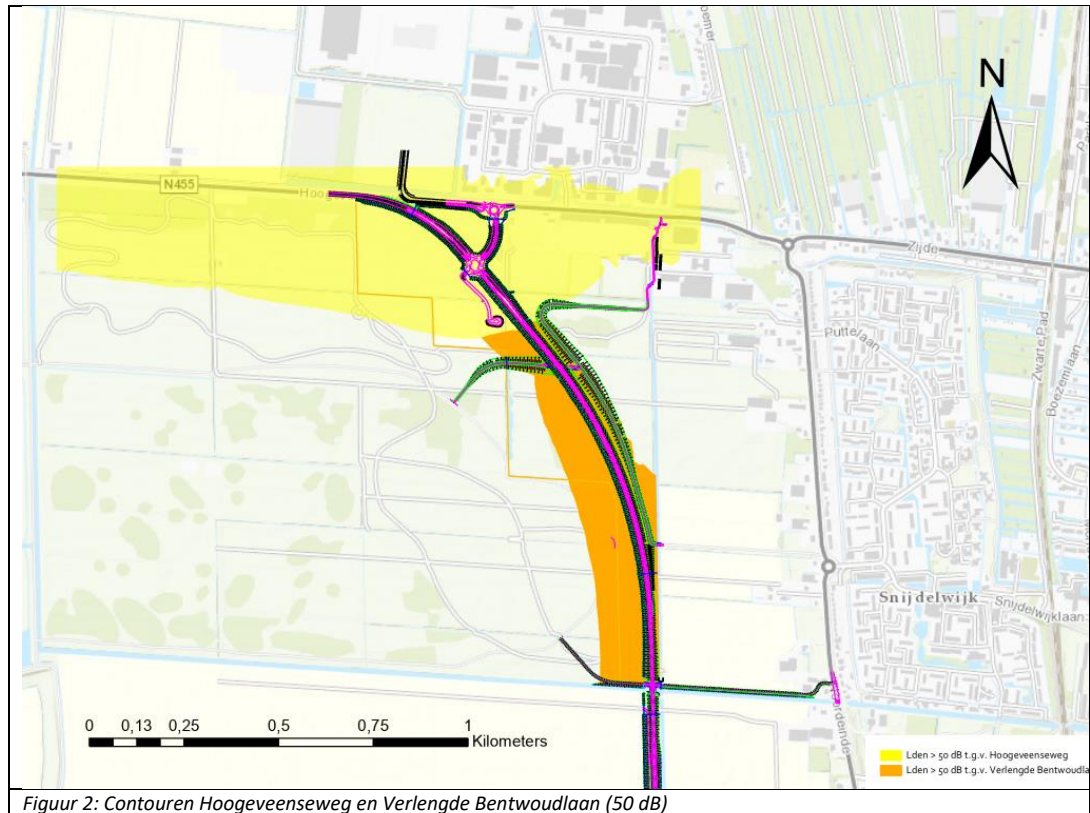 oemer
N
N455
Hoog
Zijde
Puttelaan
Zwarte Pad
Boezemlaan
Snijdelwijk
Snijdelwijklaan
0 0,13 0,25 0,5 0,75 1
Kilometers
rdeinde
Lden > 50 dB t.g.v. Hoogeveenseweg
Lden > 50 dB t.g.v. Verlengde Bentwoudla
Figuur 2: Contouren Hoogeveenseweg en Verlengde Bentwoudlaan (50 dB)